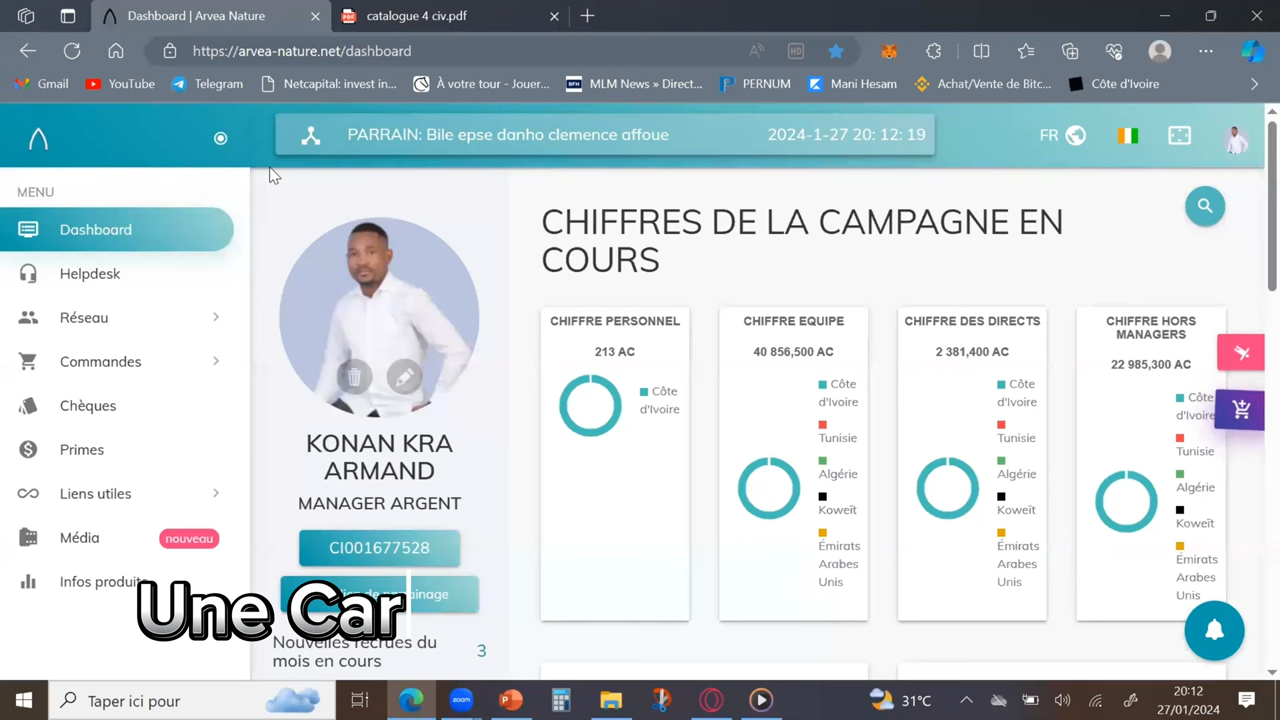 Dashboard | Arvea Nature
catalogue 4 civ.pdf
https://arvea-nature.net/dashboard
Gmail
YouTube
Telegram
Netcapital: invest in...
À votre tour - Jouer...
MLM News » Direct...
PERNUM
Mani Hesam
Achat/Vente de Bitc...
Côte d'Ivoire
PARRAIN: Bile epse danho clemence affoue
2024-1-27 20: 12: 19
FR
MENU
Dashboard
Helpdesk
Réseau
Commandes
Chèques
Primes
Liens utiles
Média
nouveau
Infos produits
KONAN KRA
ARMAND
MANAGER ARGENT
CI001677528
Nouvelles recrues du
mois en cours
3
CHIFFRES DE LA CAMPAGNE EN
COURS
CHIFFRE PERSONNEL
213 AC
Côte
d'Ivoire
CHIFFRE EQUIPE
40 856,500 AC
Côte
d'Ivoire
Tunisie
Algérie
Koweït
Émirats
Arabes
Unis
CHIFFRE DES DIRECTS
2 381,400 AC
Côte
d'Ivoire
Tunisie
Algérie
Koweït
Émirats
Arabes
Unis
CHIFFRE HORS
MANAGERS
22 985,300 AC
Côte
d'Ivoire
Tunisie
Algérie
Koweït
Émirats
Arabes
Unis
Une Car
Taper ici pour
31°C
20:12
27/01/2024